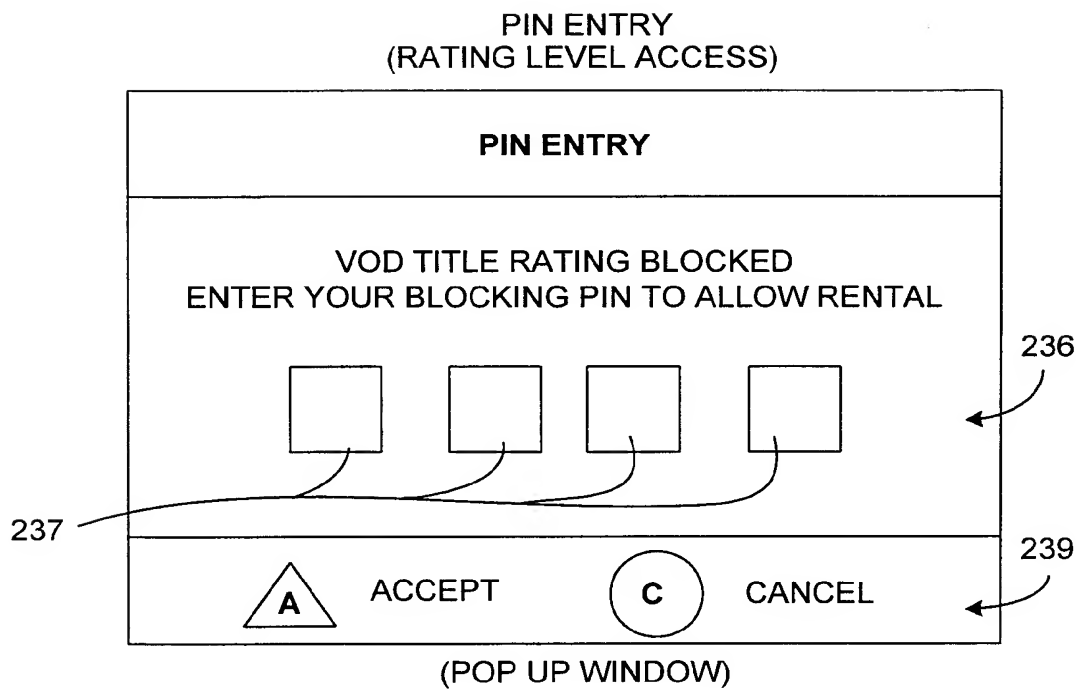 PIN ENTRY
(RATING LEVEL ACCESS)
PIN ENTRY
VOD TITLE RATING BLOCKED
ENTER YOUR BLOCKING PIN TO ALLOW RENTAL
236
237
239
A ACCEPT C CANCEL
(POP UP WINDOW)